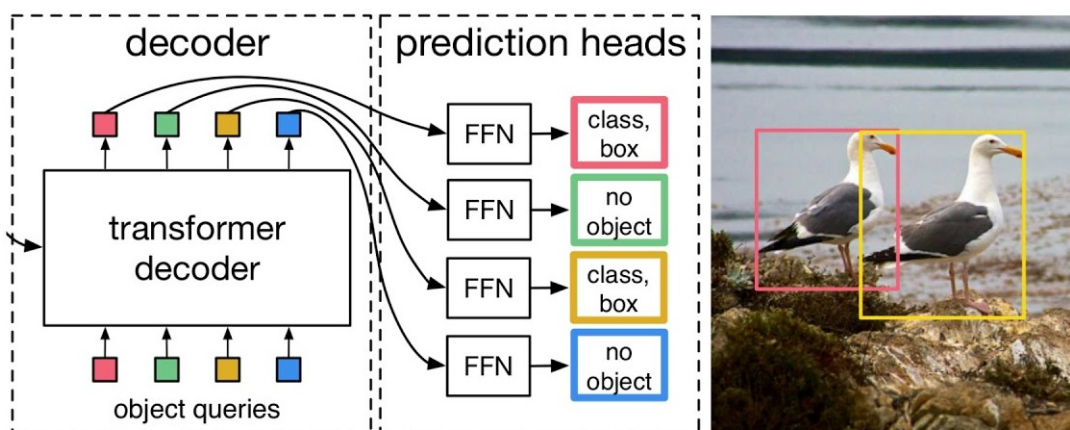 decoder
prediction heads
transformer
decoder
object queries
FFN
class,
box
FFN
no
object
FFN
class,
box
FFN
no
object